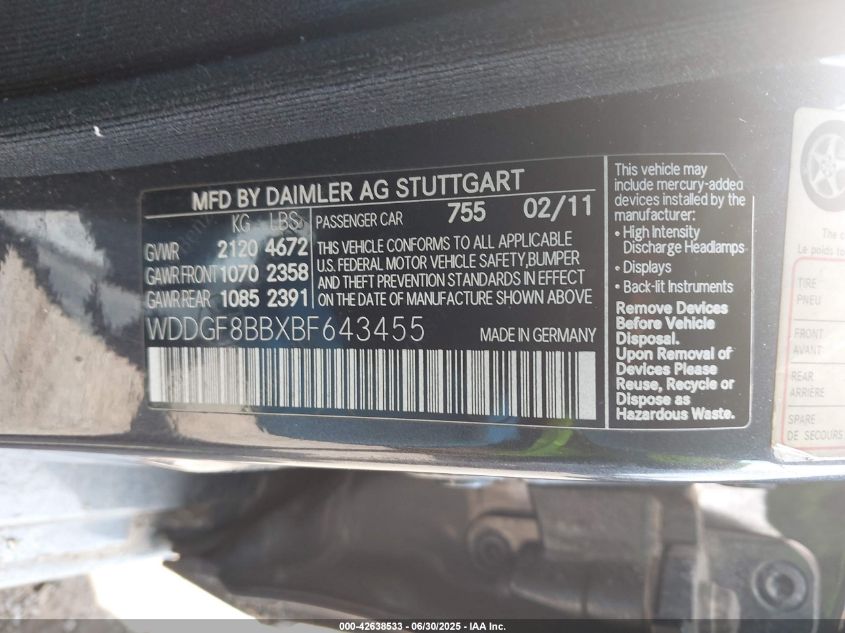 MFD BY DAIMLER AG STUTTGART
KG LBS
GVWR 2120 4672
GAWR FRONT 1070 2358
GAWR REAR 1085 2391
PASSENGER CAR 755 02/11
THIS VEHICLE CONFORMS TO ALL APPLICABLE
U.S. FEDERAL MOTOR VEHICLE SAFETY,BUMPER
AND THEFT PREVENTION STANDARDS IN EFFECT
ON THE DATE OF MANUFACTURE SHOWN ABOVE
WDDGF8BBXBF643455
MADE IN GERMANY
This vehicle may
include mercury-added
devices installed by the
manufacturer:
• High Intensity
Discharge Headlamps
• Displays
• Back-lit Instruments
Remove Devices
Before Vehicle
Disposal.
Upon Removal of
Devices Please
Reuse, Recycle or
Dispose as
Hazardous Waste.
The c
Le poids to
TIRE
PNEU
FRONT
AVANT
REAR
ARRIÈRE
SPARE
DE SECOURS
000-42638533 - 06/30/2025 - IAA Inc.